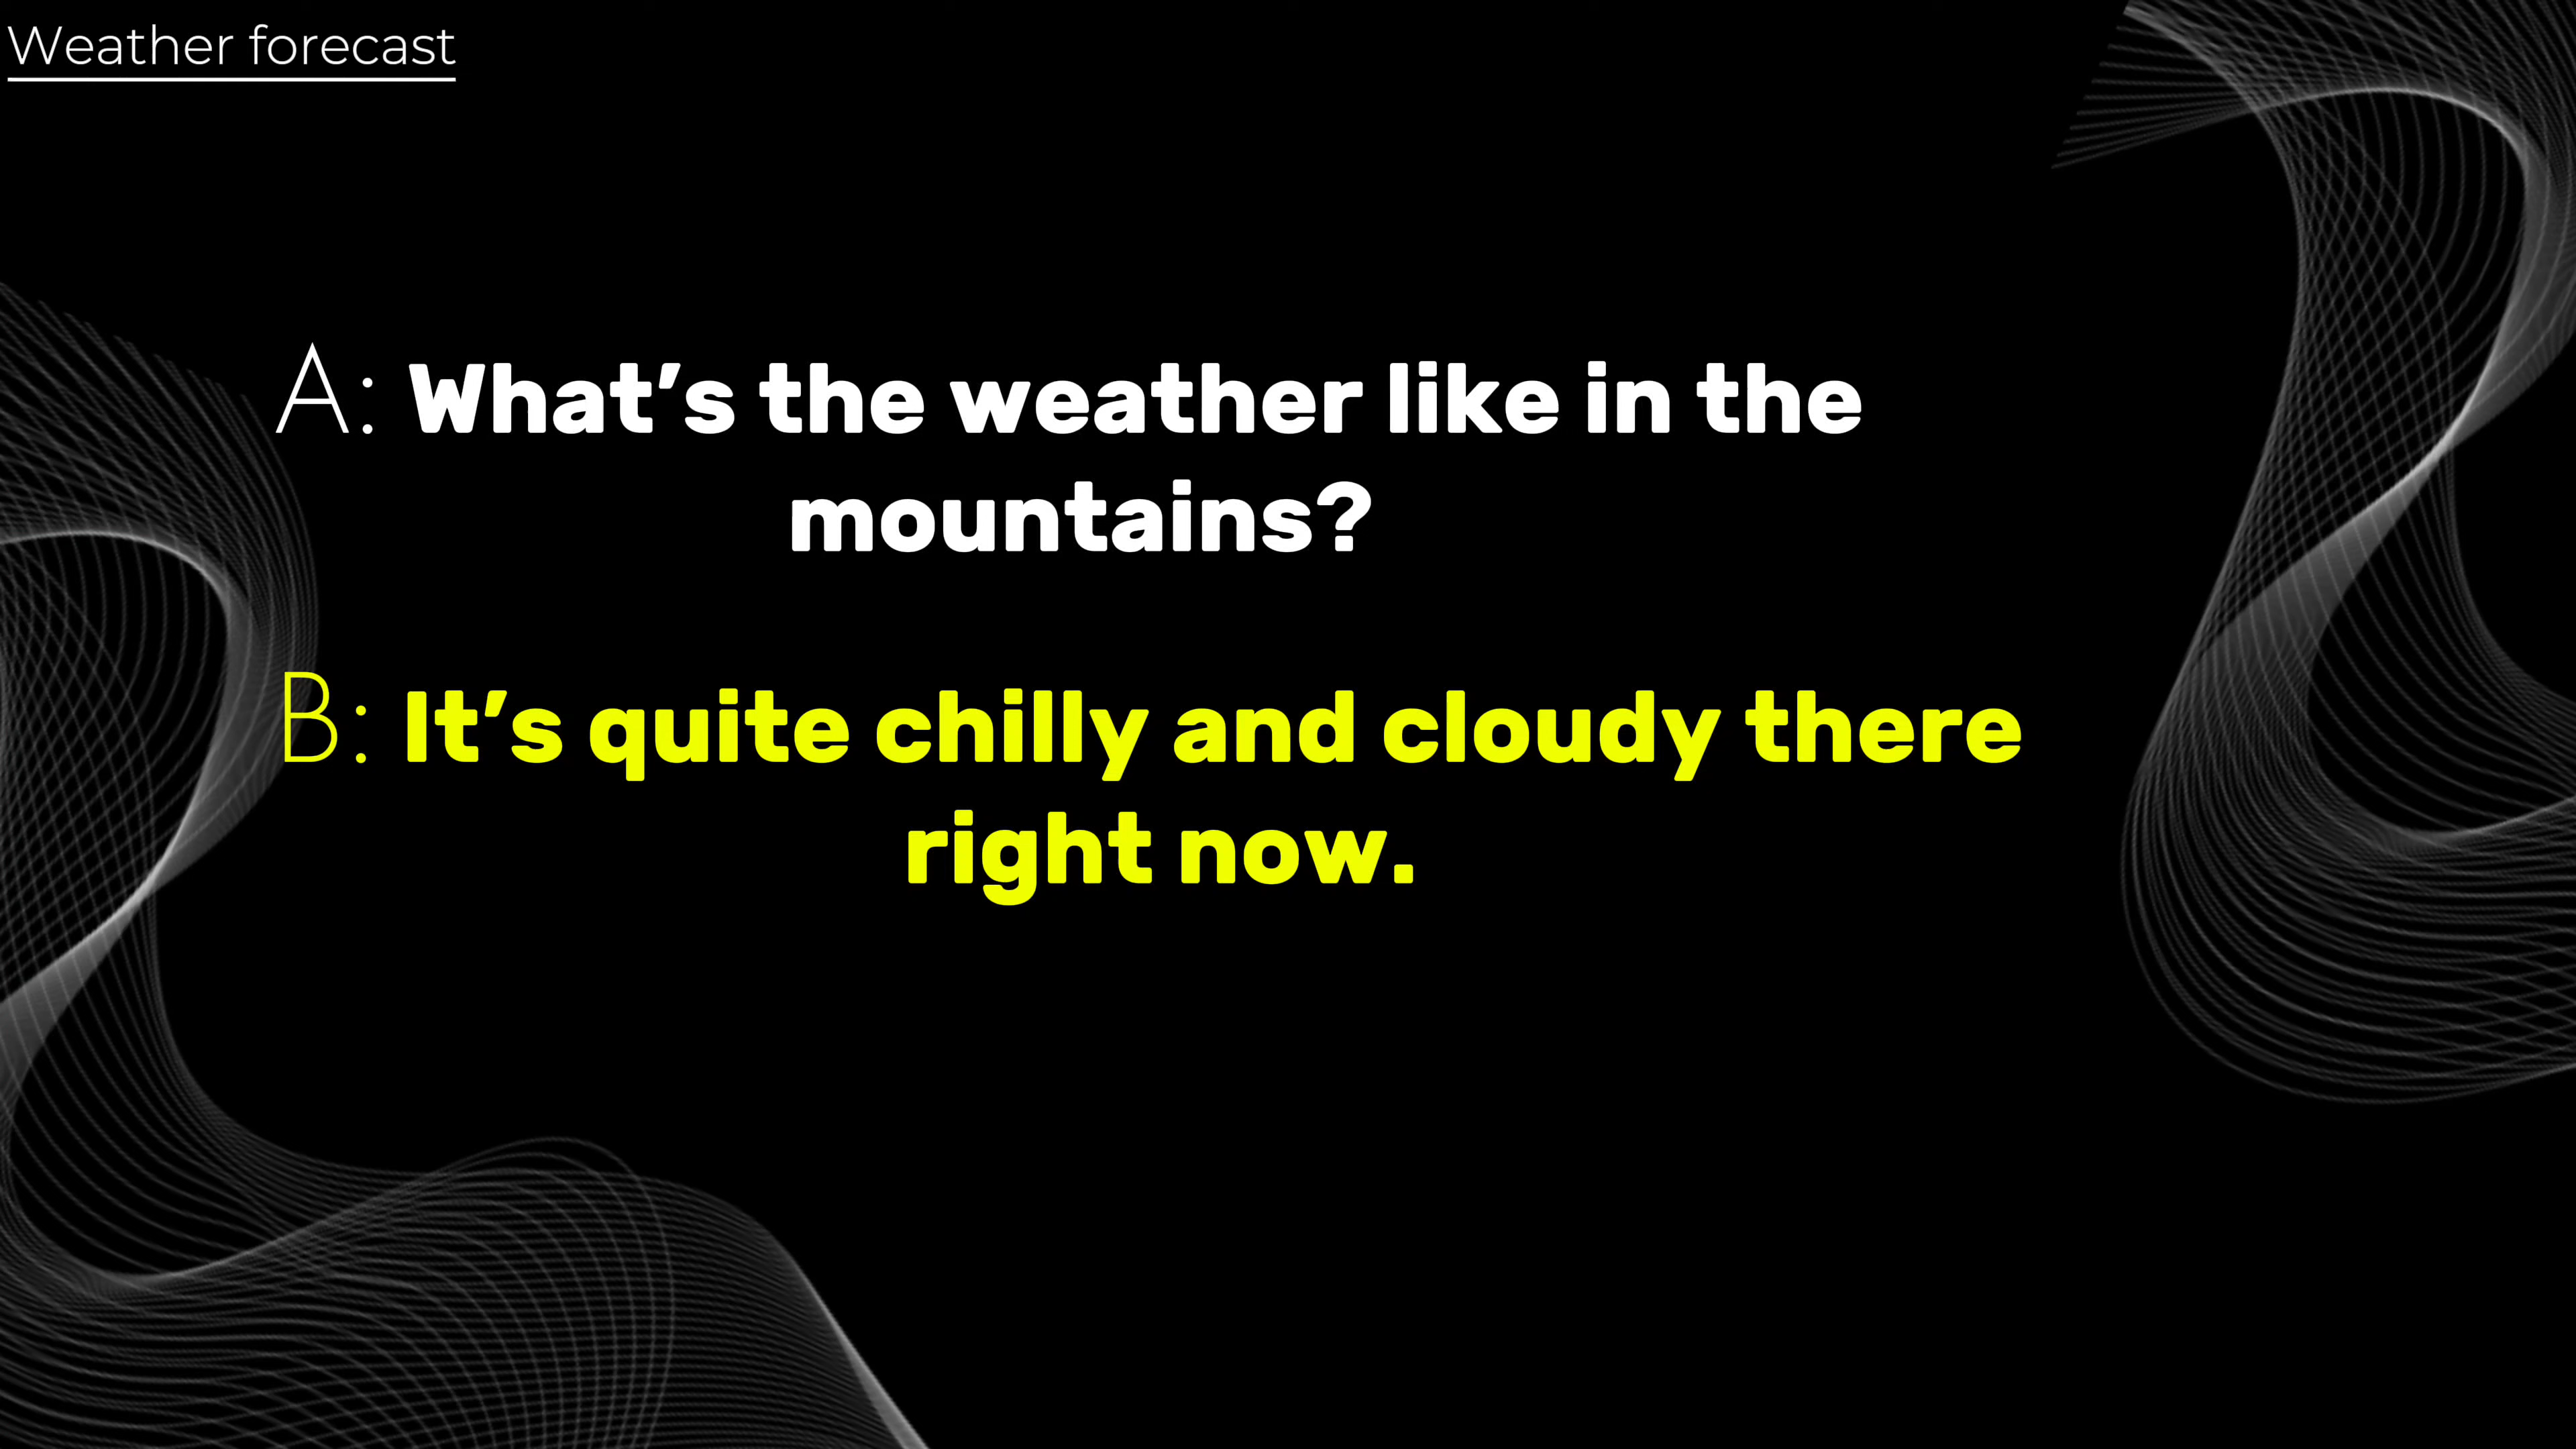 Weather forecast
A: What’s the weather like in the
mountains?
B: It’s quite chilly and cloudy there
right now.